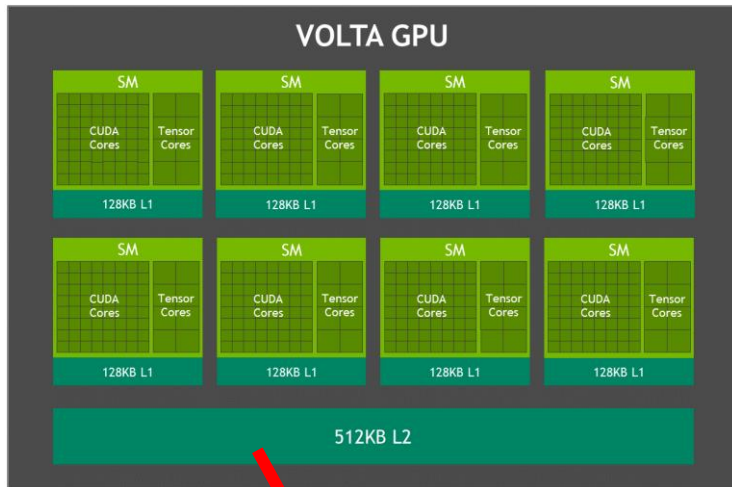 VOLTA GPU
SM SM SM SM
CUDA Cores Tensor Cores CUDA Cores Tensor Cores CUDA Cores Tensor Cores CUDA Cores Tensor Cores
128KB L1 128KB L1 128KB L1 128KB L1
SM SM SM SM
CUDA Cores Tensor Cores CUDA Cores Tensor Cores CUDA Cores Tensor Cores CUDA Cores Tensor Cores
128KB L1 128KB L1 128KB L1 128KB L1
512KB L2